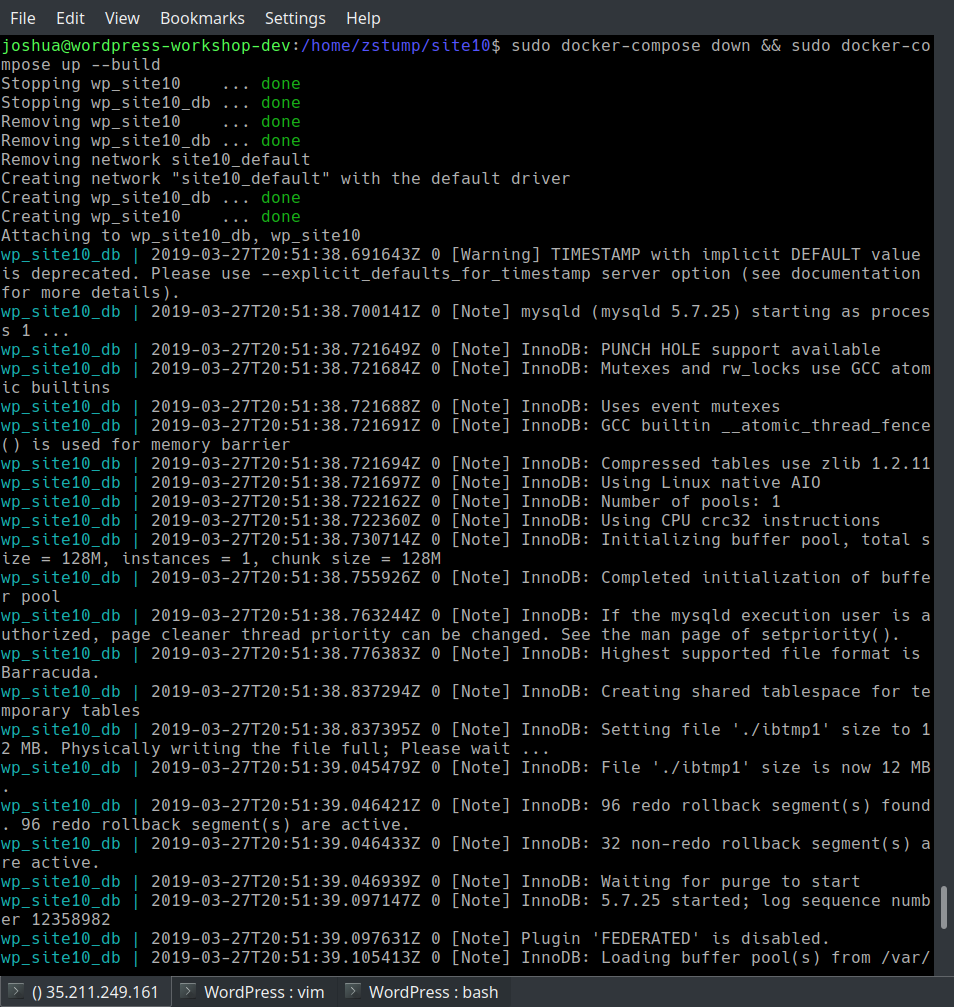 File Edit View Bookmarks Settings Help
joshua@wordpress-workshop-dev:/home/zstump/site10$ sudo docker-compose down && sudo docker-co
mpose up --build
Stopping wp_site10    ... done
Stopping wp_site10_db ... done
Removing wp_site10    ... done
Removing wp_site10_db ... done
Removing network site10_default
Creating network "site10_default" with the default driver
Creating wp_site10_db ... done
Creating wp_site10    ... done
Attaching to wp_site10_db, wp_site10
wp_site10_db | 2019-03-27T20:51:38.691643Z 0 [Warning] TIMESTAMP with implicit DEFAULT value
is deprecated. Please use --explicit_defaults_for_timestamp server option (see documentation
for more details).
wp_site10_db | 2019-03-27T20:51:38.700141Z 0 [Note] mysqld (mysqld 5.7.25) starting as proces
s 1 ...
wp_site10_db | 2019-03-27T20:51:38.721649Z 0 [Note] InnoDB: PUNCH HOLE support available
wp_site10_db | 2019-03-27T20:51:38.721684Z 0 [Note] InnoDB: Mutexes and rw_locks use GCC atom
ic builtins
wp_site10_db | 2019-03-27T20:51:38.721688Z 0 [Note] InnoDB: Uses event mutexes
wp_site10_db | 2019-03-27T20:51:38.721691Z 0 [Note] InnoDB: GCC builtin __atomic_thread_fence
() is used for memory barrier
wp_site10_db | 2019-03-27T20:51:38.721694Z 0 [Note] InnoDB: Compressed tables use zlib 1.2.11
wp_site10_db | 2019-03-27T20:51:38.721697Z 0 [Note] InnoDB: Using Linux native AIO
wp_site10_db | 2019-03-27T20:51:38.722162Z 0 [Note] InnoDB: Number of pools: 1
wp_site10_db | 2019-03-27T20:51:38.722360Z 0 [Note] InnoDB: Using CPU crc32 instructions
wp_site10_db | 2019-03-27T20:51:38.730714Z 0 [Note] InnoDB: Initializing buffer pool, total s
ize = 128M, instances = 1, chunk size = 128M
wp_site10_db | 2019-03-27T20:51:38.755926Z 0 [Note] InnoDB: Completed initialization of buffe
r pool
wp_site10_db | 2019-03-27T20:51:38.763244Z 0 [Note] InnoDB: If the mysqld execution user is a
uthorized, page cleaner thread priority can be changed. See the man page of setpriority().
wp_site10_db | 2019-03-27T20:51:38.776383Z 0 [Note] InnoDB: Highest supported file format is
Barracuda.
wp_site10_db | 2019-03-27T20:51:38.837294Z 0 [Note] InnoDB: Creating shared tablespace for te
mporary tables
wp_site10_db | 2019-03-27T20:51:38.837395Z 0 [Note] InnoDB: Setting file './ibtmp1' size to 1
2 MB. Physically writing the file full; Please wait ...
wp_site10_db | 2019-03-27T20:51:39.045479Z 0 [Note] InnoDB: File './ibtmp1' size is now 12 MB
.
wp_site10_db | 2019-03-27T20:51:39.046421Z 0 [Note] InnoDB: 96 redo rollback segment(s) found
. 96 redo rollback segment(s) are active.
wp_site10_db | 2019-03-27T20:51:39.046433Z 0 [Note] InnoDB: 32 non-redo rollback segment(s) a
re active.
wp_site10_db | 2019-03-27T20:51:39.046939Z 0 [Note] InnoDB: Waiting for purge to start
wp_site10_db | 2019-03-27T20:51:39.097147Z 0 [Note] InnoDB: 5.7.25 started; log sequence numb
er 12358982
wp_site10_db | 2019-03-27T20:51:39.097631Z 0 [Note] Plugin 'FEDERATED' is disabled.
wp_site10_db | 2019-03-27T20:51:39.105413Z 0 [Note] InnoDB: Loading buffer pool(s) from /var/
() 35.211.249.161 WordPress : vim WordPress : bash